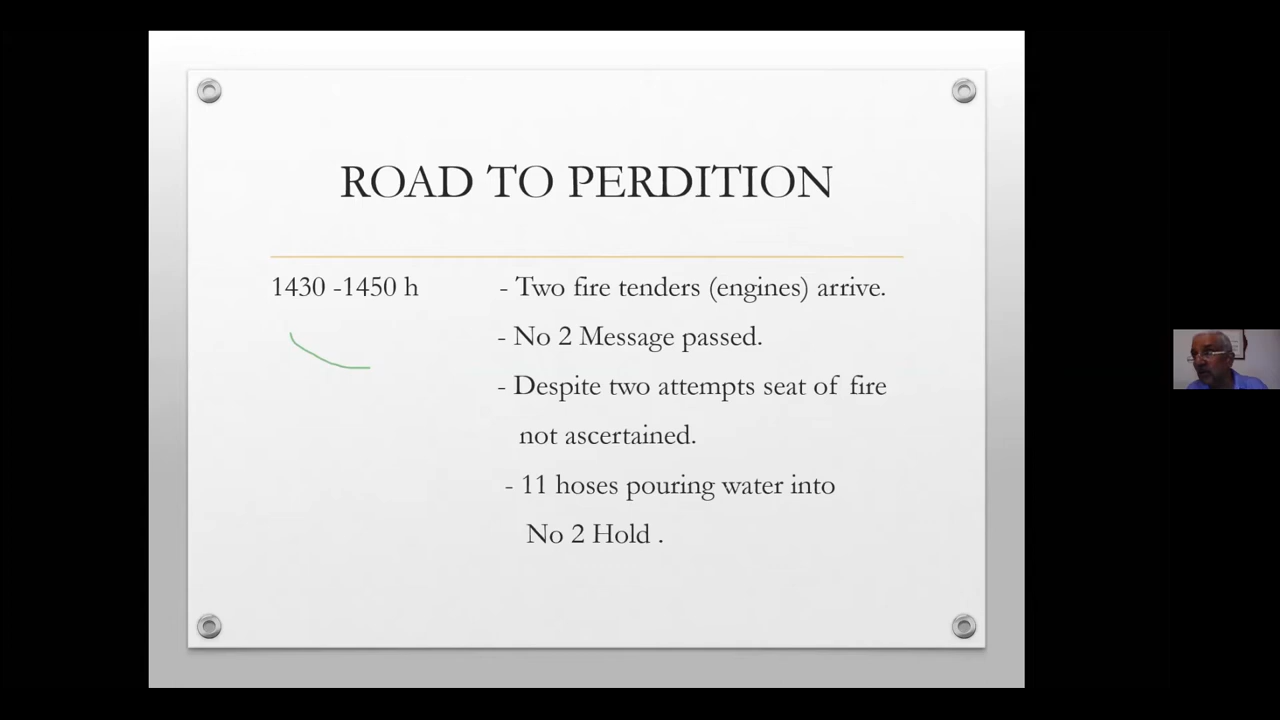 ROAD TO PERDITION
1430 -1450 h - Two fire tenders (engines) arrive.
- No 2 Message passed.
- Despite two attempts seat of fire
not ascertained.
- 11 hoses pouring water into
No 2 Hold .